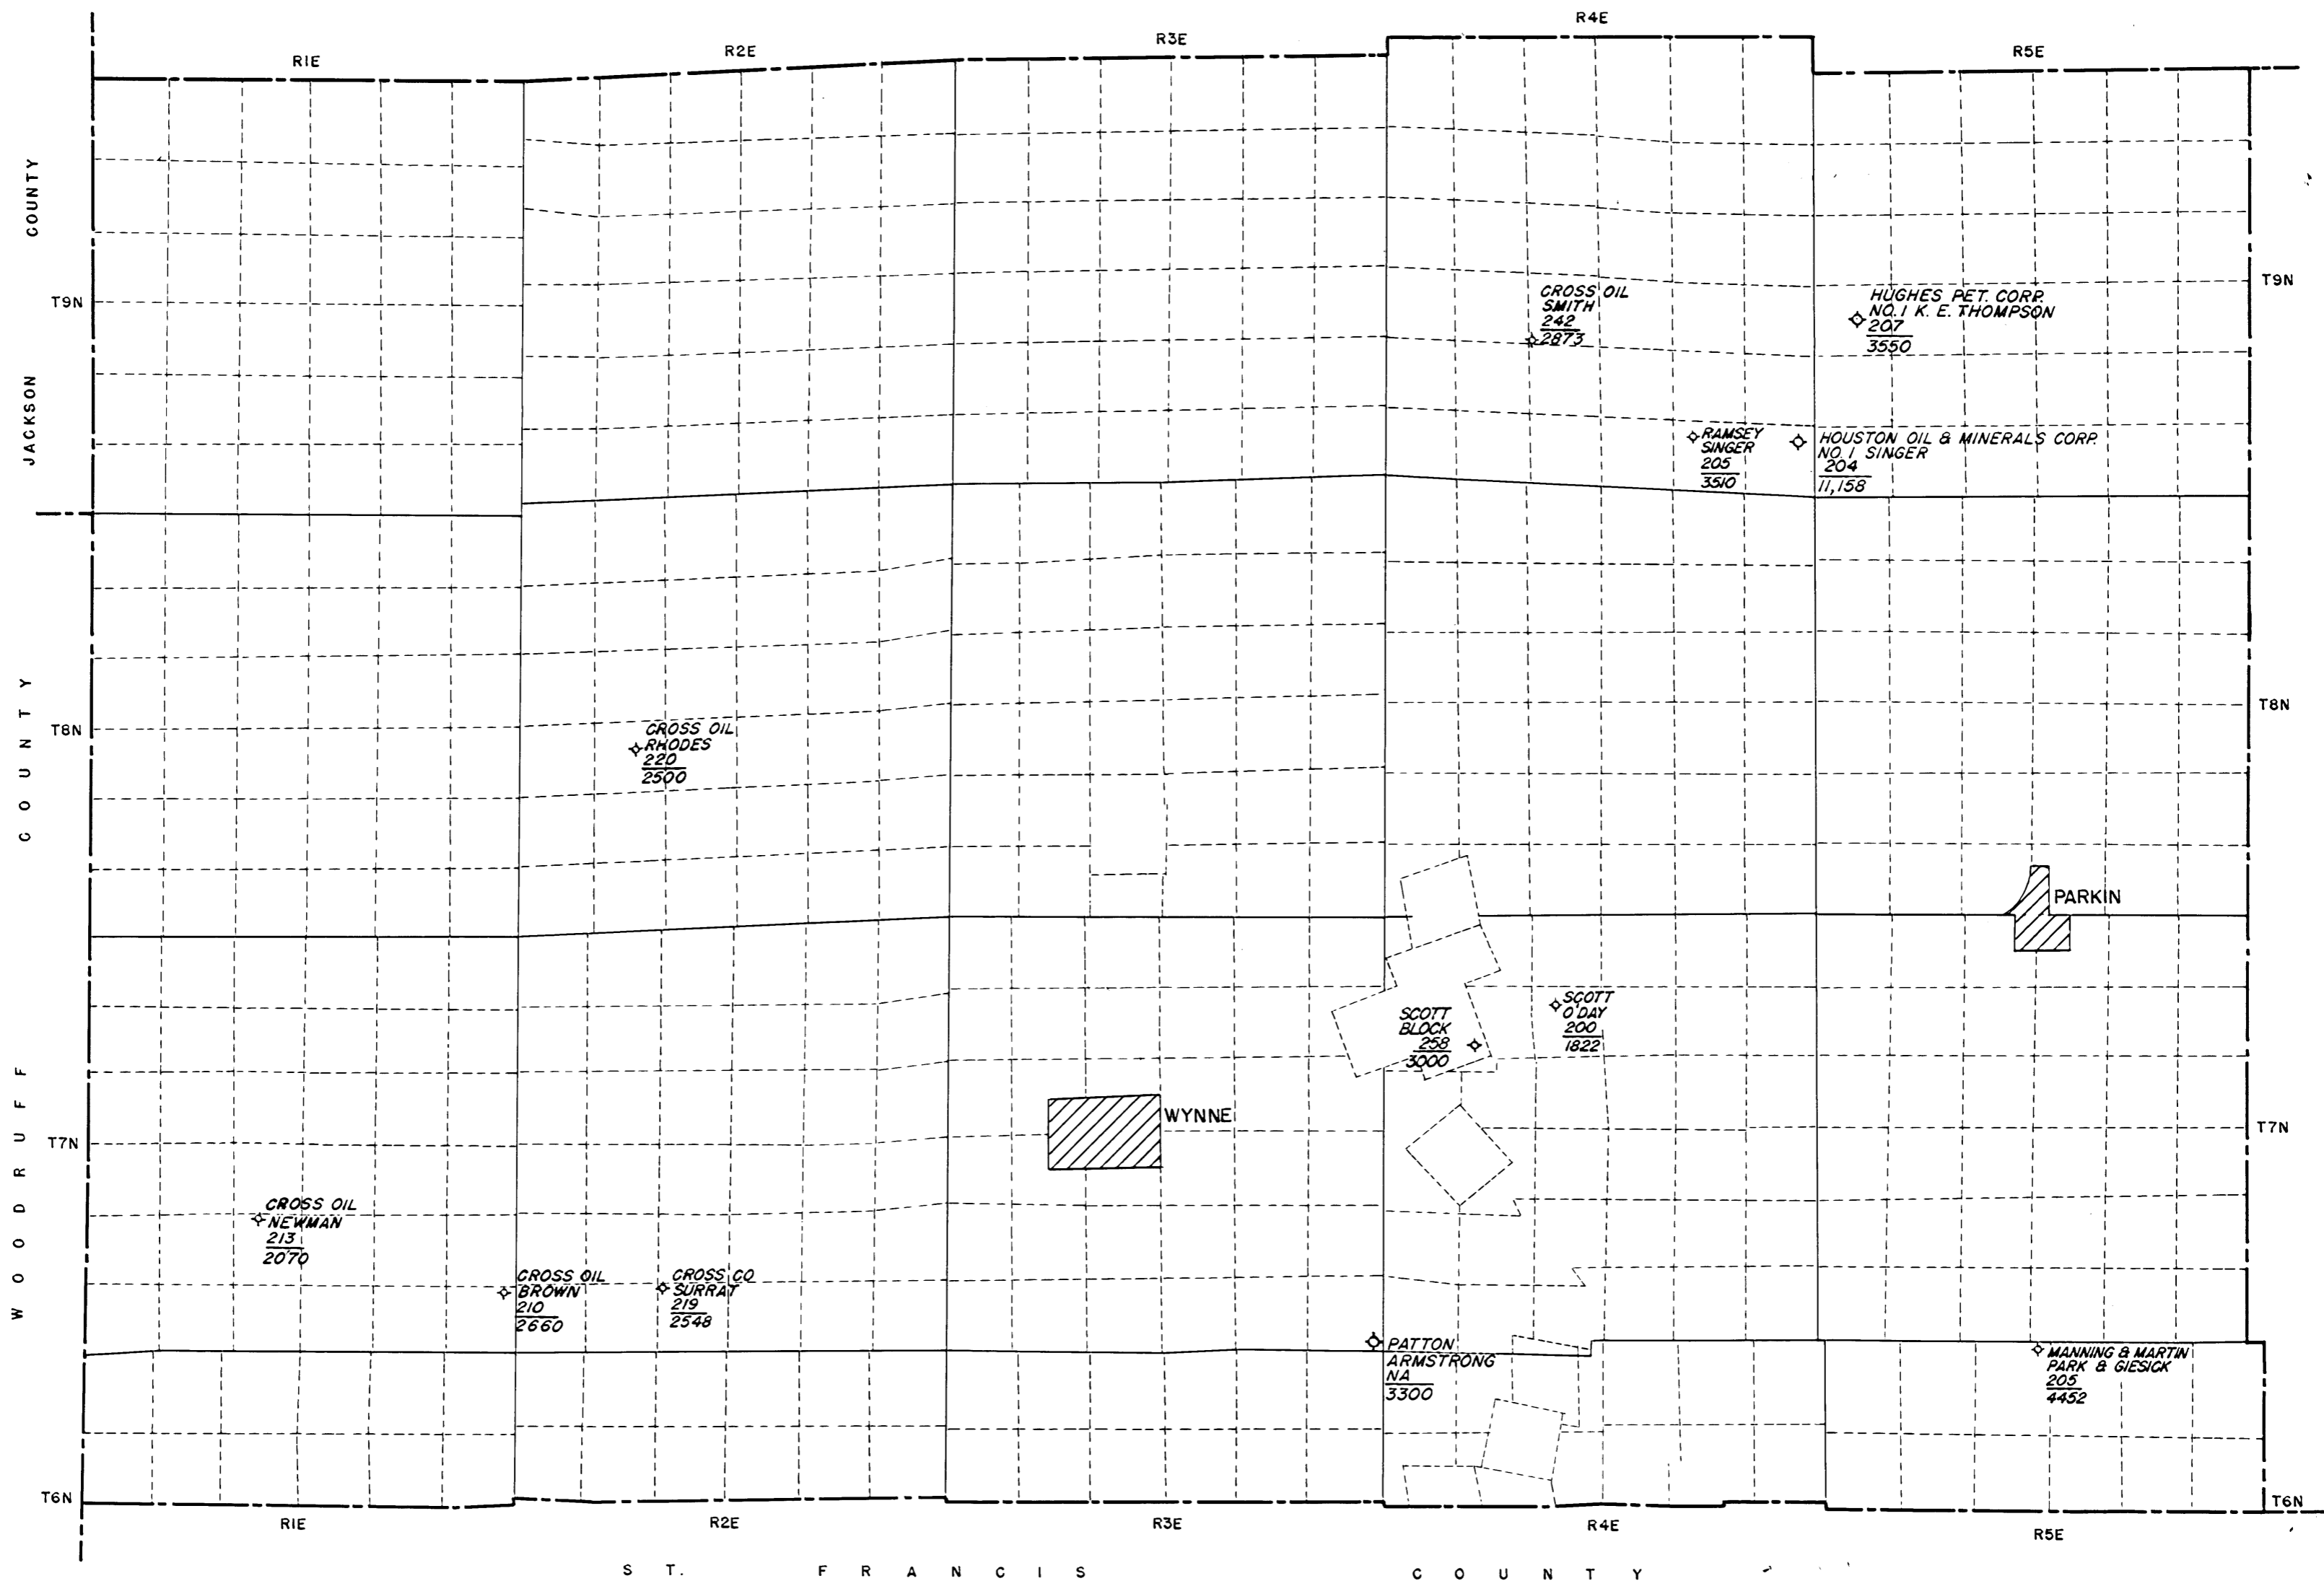 R4E
R3E
R2E
R5E
R1E
JACKSON COUNTY
T9N
T9N
CROSS OIL
SMITH
242
2873
HUGHES PET. CORP.
NO. 1 K. E. THOMPSON
207
3550
RAMSEY
SINGER
205
3510
HOUSTON OIL & MINERALS CORP.
NO. 1 SINGER
204
11,158
WOODRUFF COUNTY
T8N
T8N
CROSS OIL
RHODES
220
2500
PARKIN
SCOTT
BLOCK
258
3000
SCOTT
O'DAY
200
1822
WYNNE
T7N
T7N
CROSS OIL
NEWMAN
213
2070
CROSS OIL
BROWN
210
2660
CROSS CO
SURRAT
219
2548
PATTON
ARMSTRONG
NA
3300
MANNING & MARTIN
PARK & GIESICK
205
4452
T6N
T6N
R1E
R2E
R3E
R4E
R5E
ST. FRANCIS COUNTY